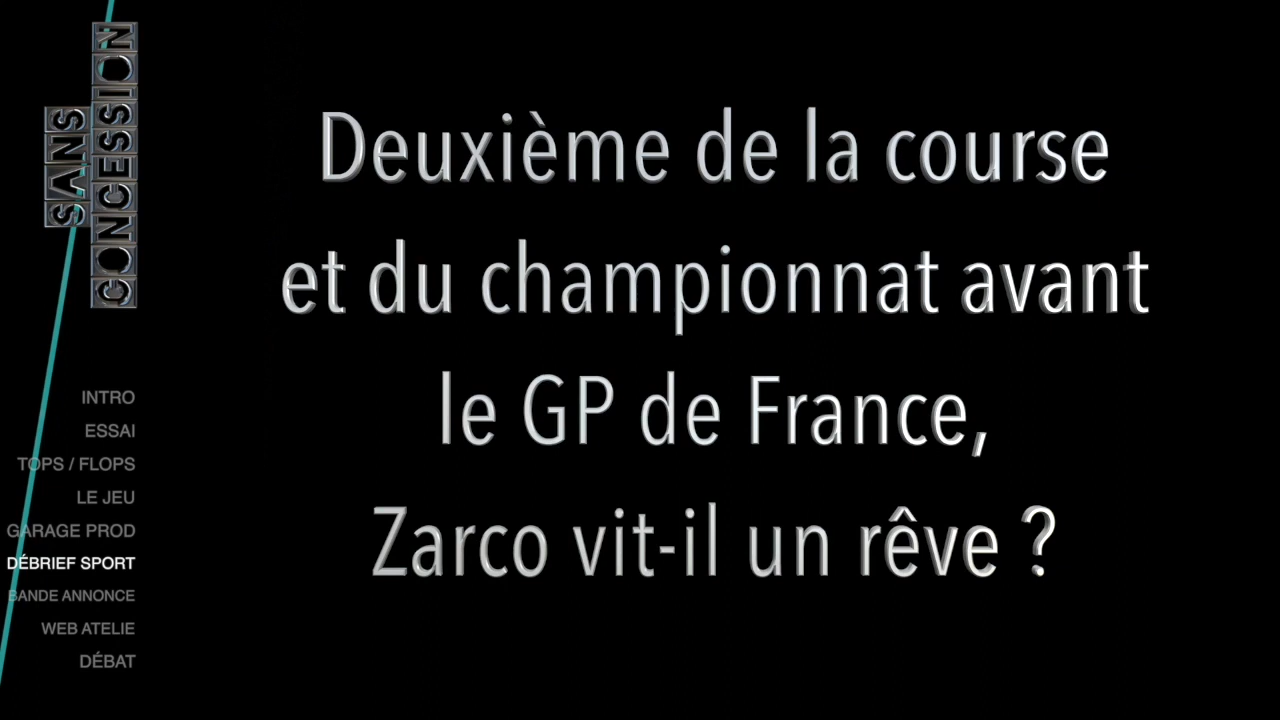 SANS
CONCESSION
INTRO
ESSAI
TOPS / FLOPS
LE JEU
GARAGE PROD
DÉBRIEF SPORT
BANDE ANNONCE
WEB ATELIE
DÉBAT
Deuxième de la course
et du championnat avant
le GP de France,
Zarco vit-il un rêve ?